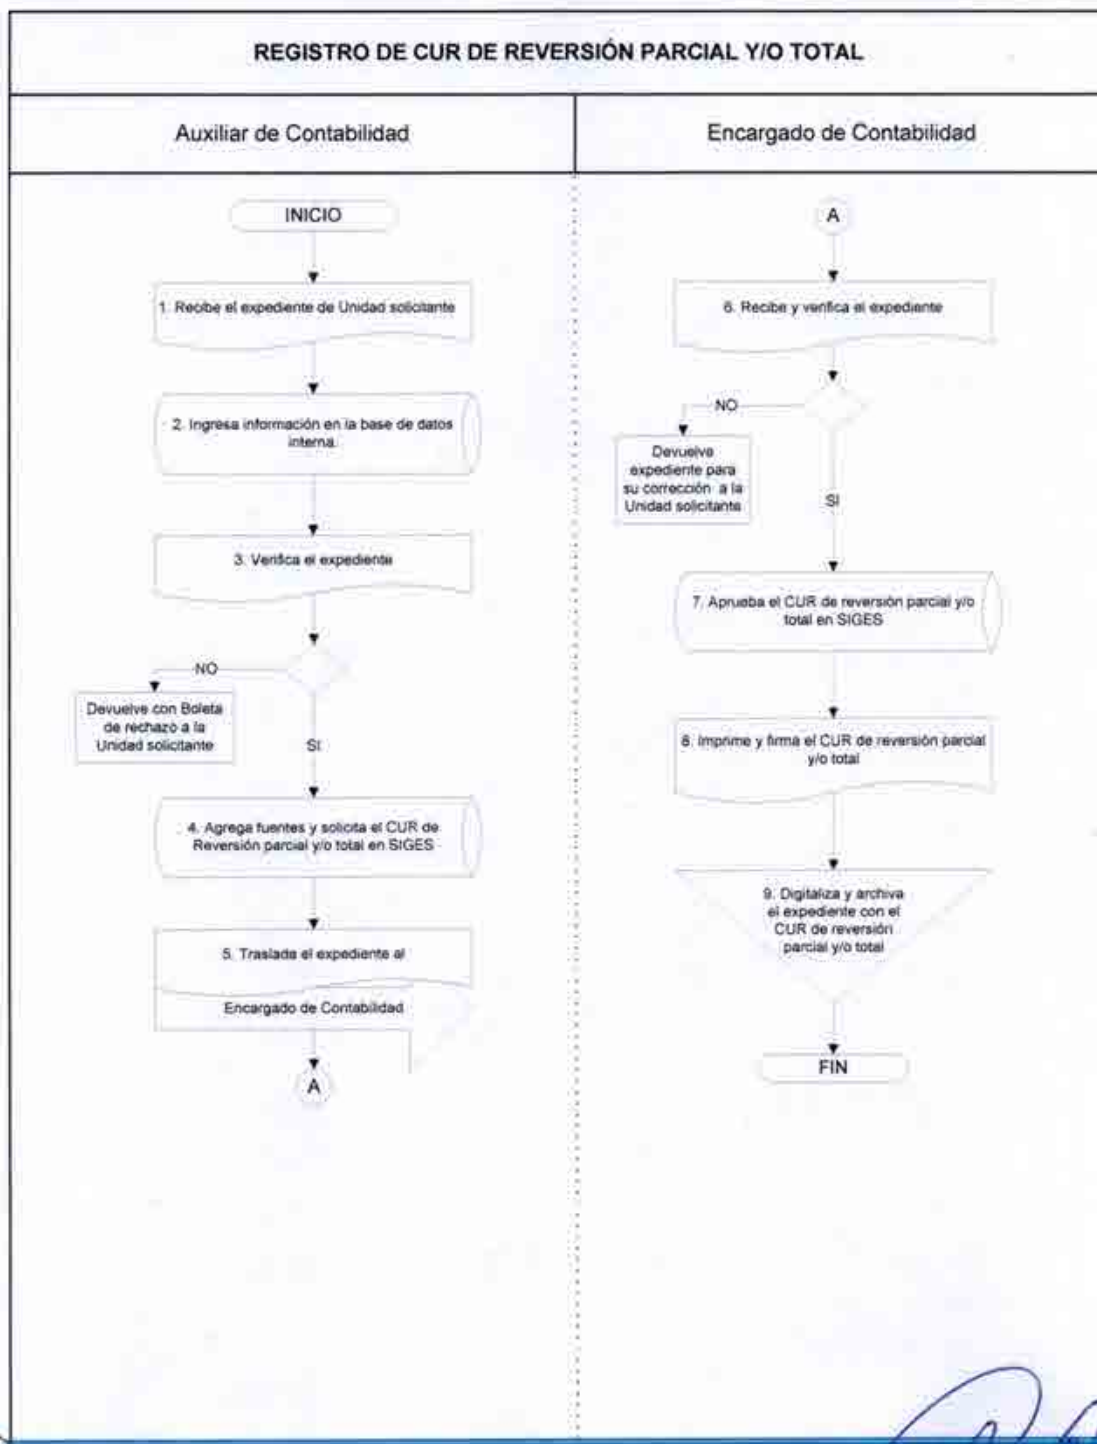 REGISTRO DE CUR DE REVERSIÓN PARCIAL Y/O TOTAL
Auxiliar de Contabilidad
Encargado de Contabilidad
INICIO
1. Recibe el expediente de Unidad solicitante
2. Ingresa información en la base de datos
interna.
3. Verifica el expediente
NO
Devuelve con Boleta
de rechazo a la
Unidad solicitante
SI
4. Agrega fuentes y solicita el CUR de
Reversión parcial y/o total en SIGES
5. Traslada el expediente al
Encargado de Contabilidad
A
A
6. Recibe y verifica el expediente
NO
Devuelve
expediente para
su corrección a la
Unidad solicitante
SI
7. Aprueba el CUR de reversión parcial y/o
total en SIGES
8. Imprime y firma el CUR de reversión parcial
y/o total
9. Digitaliza y archiva
el expediente con el
CUR de reversión
parcial y/o total
FIN